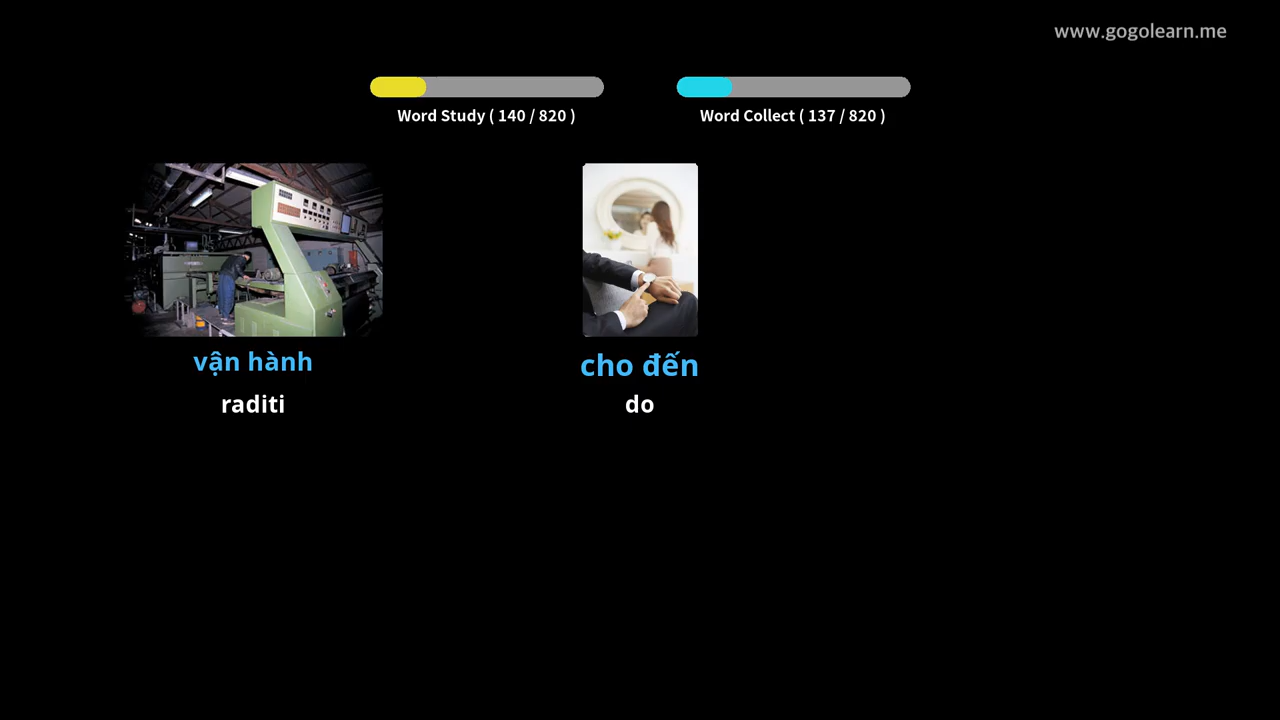 www.gogolearn.me
Word Study ( 140 / 820 )
Word Collect ( 137 / 820 )
vận hành
cho đến
raditi
do